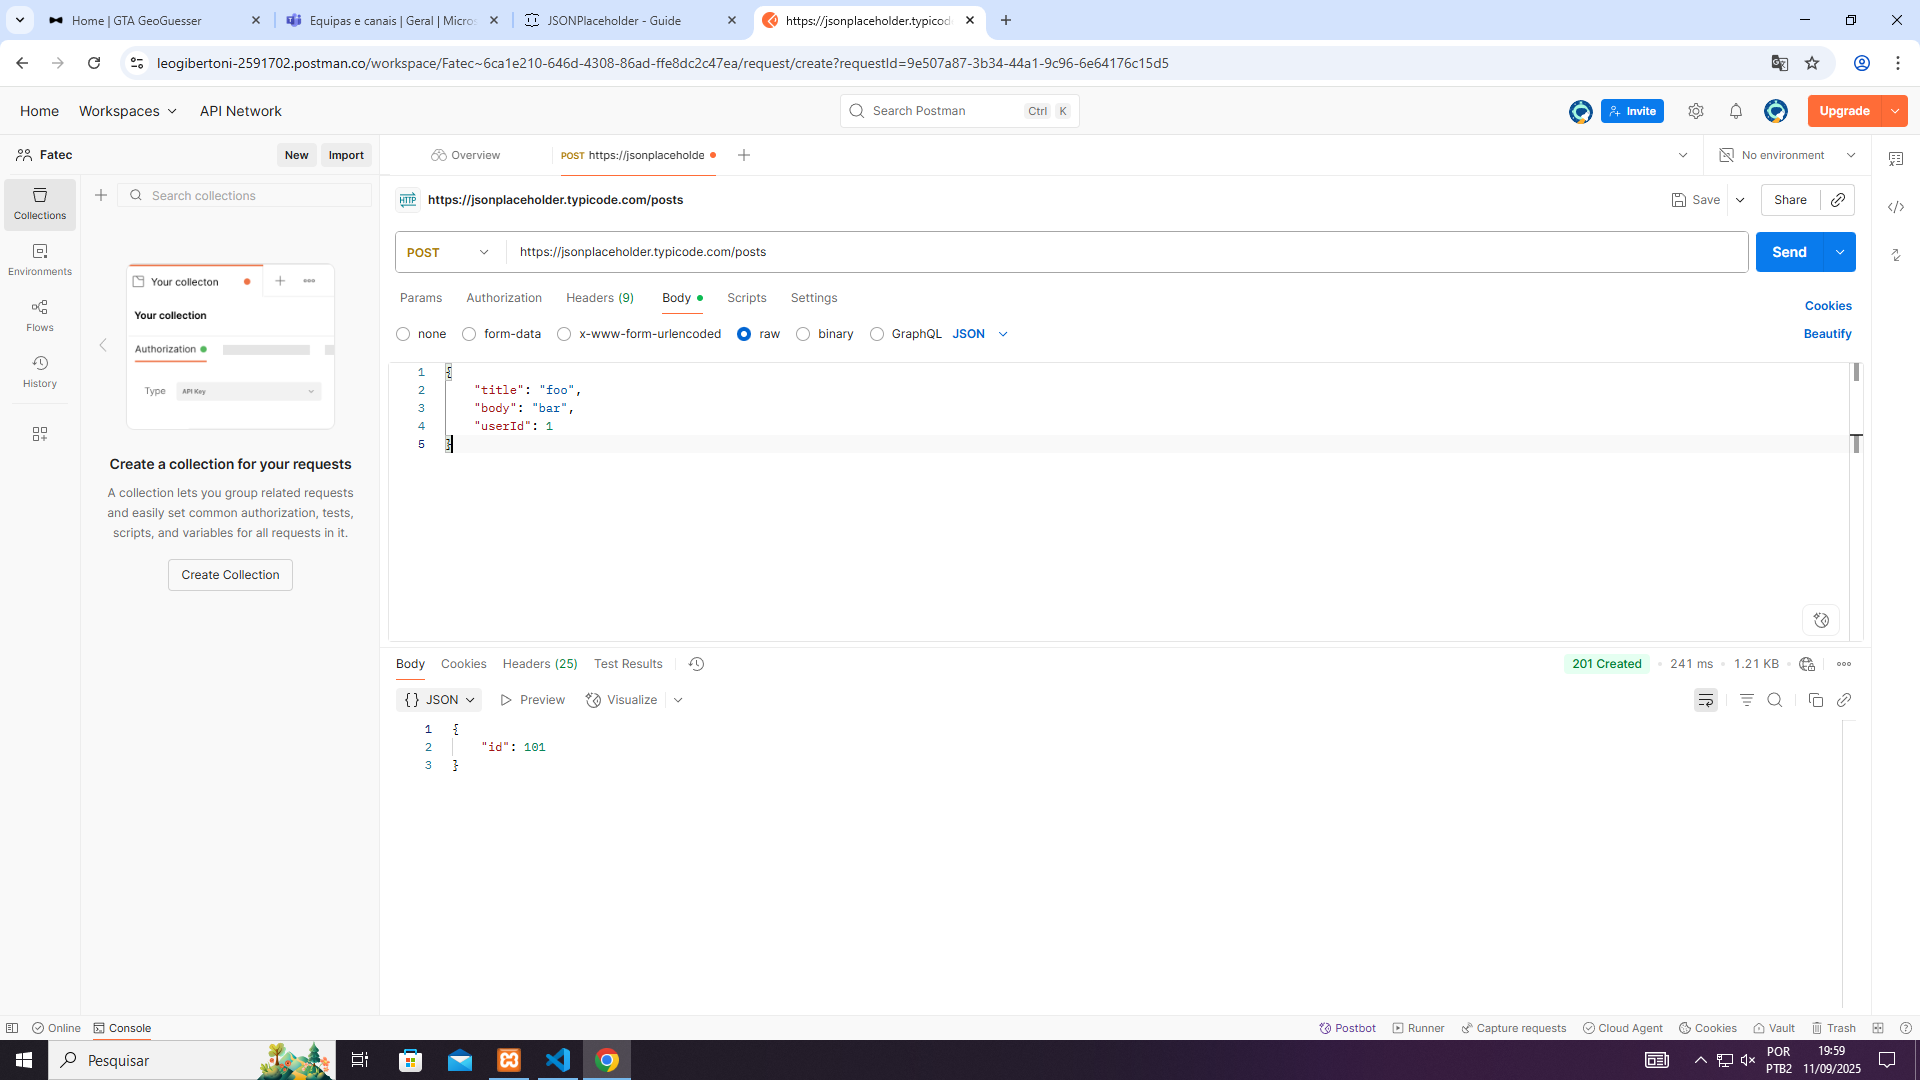 Home | GTA GeoGuesser
Equipas e canais | Geral | Micros
JSONPlaceholder - Guide
https://jsonplaceholder.typicode
leogibertoni-2591702.postman.co/workspace/Fatec~6ca1e210-646d-4308-86ad-ffe8dc2c47ea/request/create?requestId=9e507a87-3b34-44a1-9c96-6e64176c15d5
Home Workspaces API Network
Search Postman Ctrl K
Invite
Upgrade
Fatec New Import
Overview
POST https://jsonplaceholde
No environment
Collections
Search collections
HTTP https://jsonplaceholder.typicode.com/posts
Save Share
Environments
Flows
History
Your collecton
Your collection
Authorization
Type API Key
Create a collection for your requests
A collection lets you group related requests
and easily set common authorization, tests,
scripts, and variables for all requests in it.
Create Collection
POST https://jsonplaceholder.typicode.com/posts
Send
Params Authorization Headers (9) Body Scripts Settings
Cookies
none form-data x-www-form-urlencoded raw binary GraphQL JSON
Beautify
1 {
2 "title": "foo",
3 "body": "bar",
4 "userId": 1
5 }
Body Cookies Headers (25) Test Results
201 Created 241 ms 1.21 KB
{} JSON Preview Visualize
1 {
2 "id": 101
3 }
Online Console
Postbot Runner Capture requests Cloud Agent Cookies Vault Trash
Pesquisar
POR
PTB2
19:59
11/09/2025